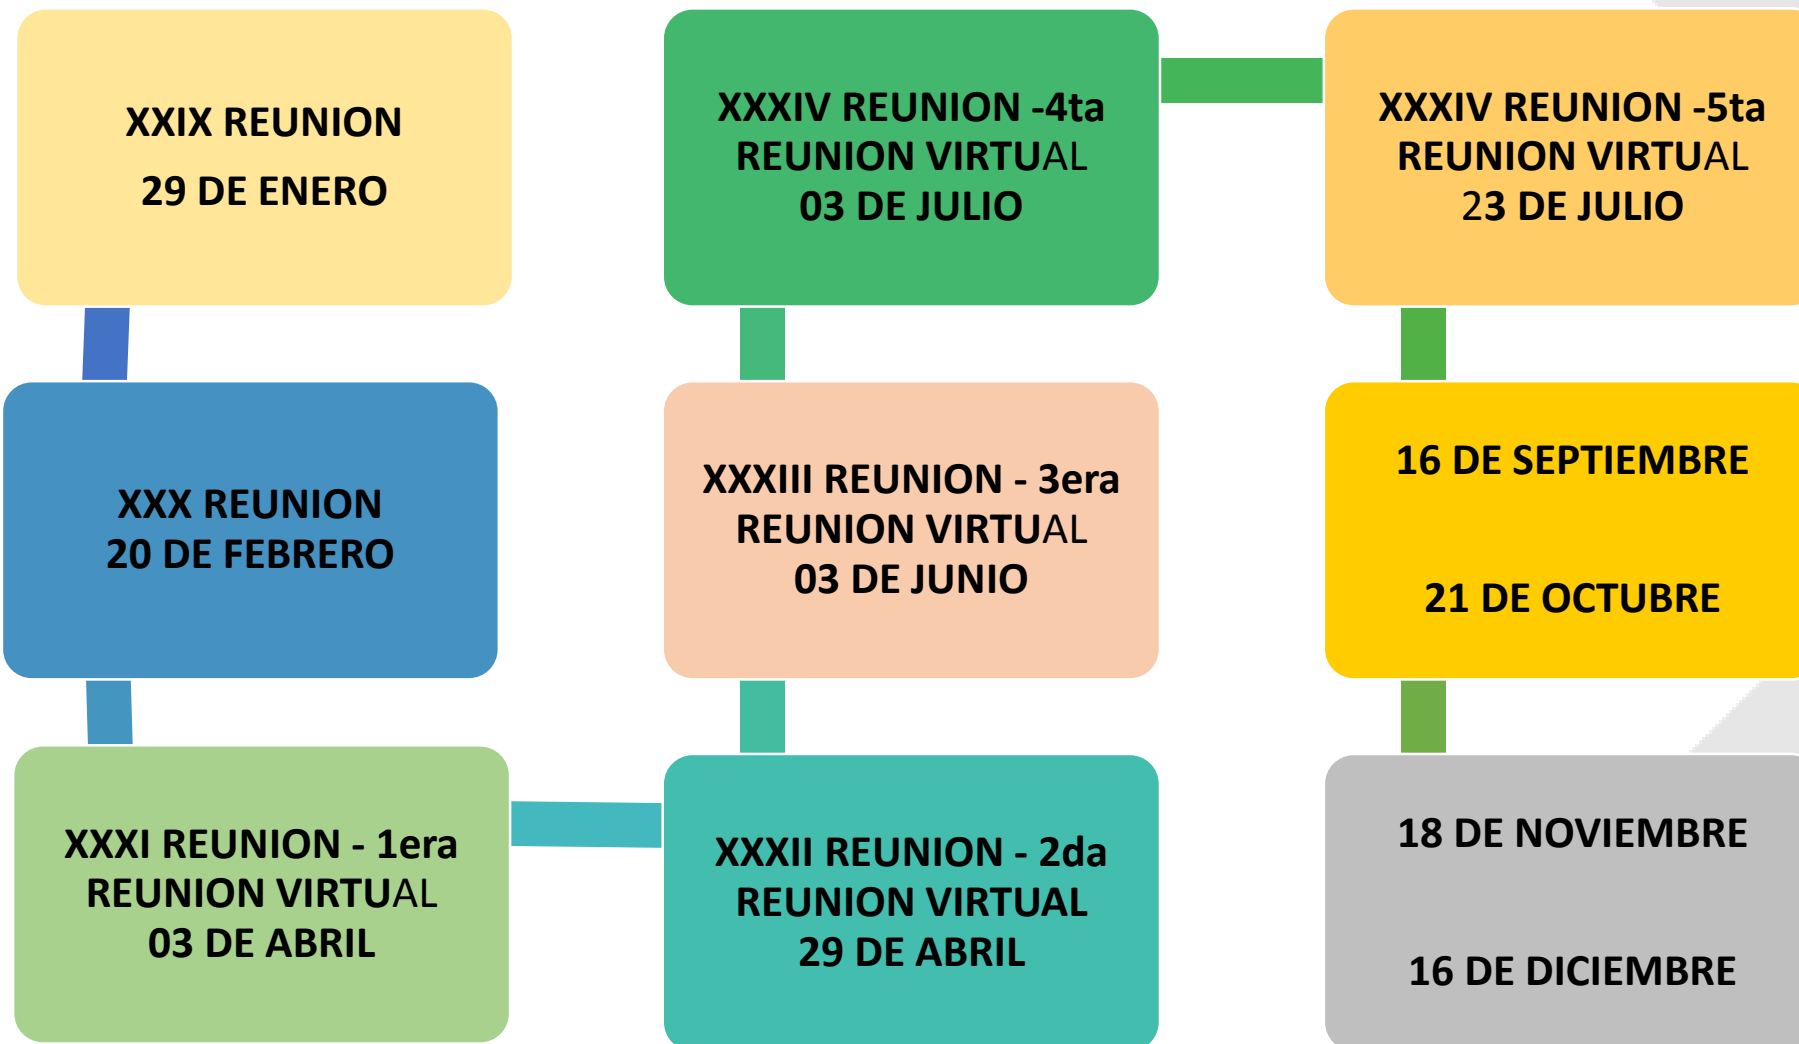 XXIX REUNION
29 DE ENERO
XXX REUNION
20 DE FEBRERO
XXXI REUNION - 1era
REUNION VIRTUAL
03 DE ABRIL
XXXII REUNION - 2da
REUNION VIRTUAL
29 DE ABRIL
XXXIII REUNION - 3era
REUNION VIRTUAL
03 DE JUNIO
XXXIV REUNION -4ta
REUNION VIRTUAL
03 DE JULIO
XXXIV REUNION -5ta
REUNION VIRTUAL
23 DE JULIO
16 DE SEPTIEMBRE
21 DE OCTUBRE
18 DE NOVIEMBRE
16 DE DICIEMBRE